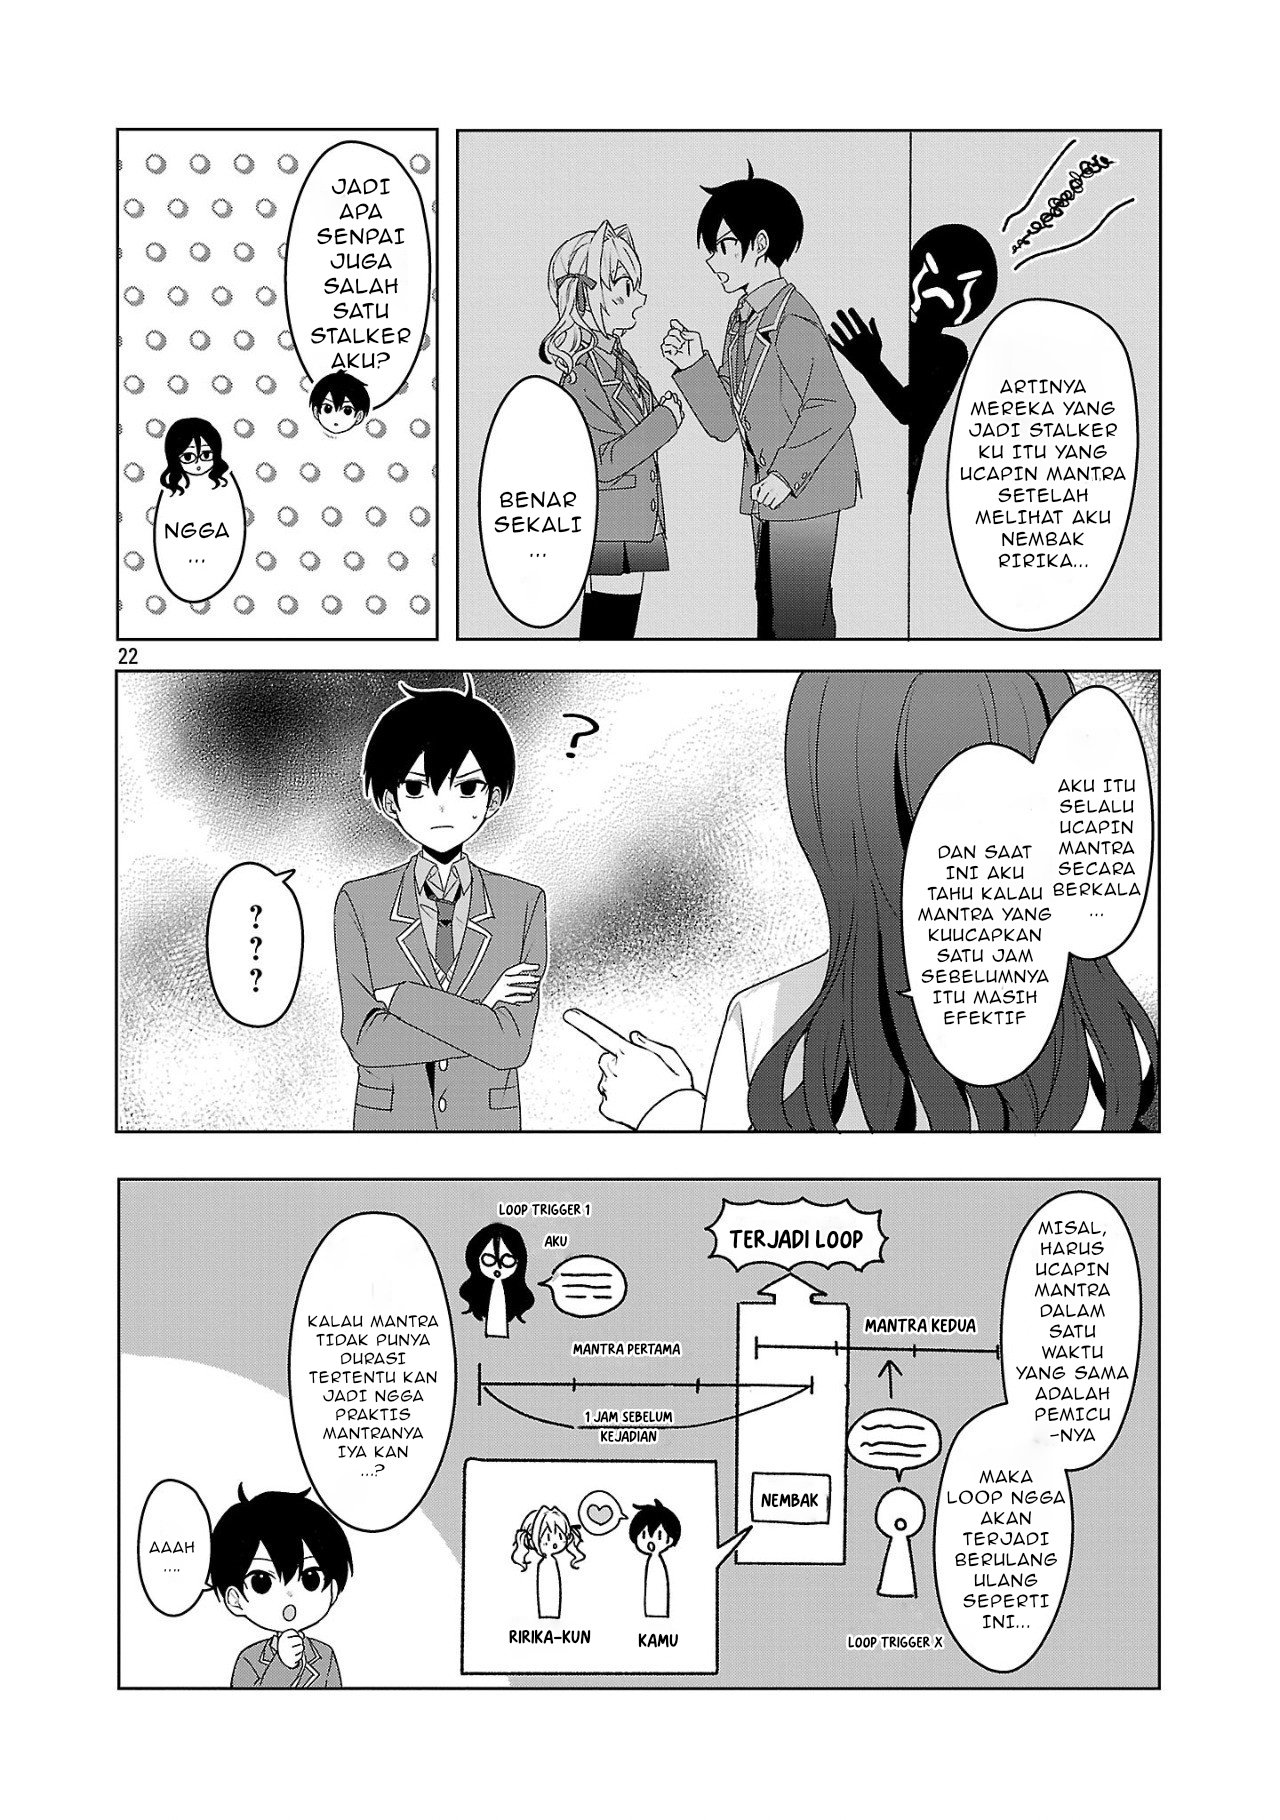 ARTINYA
MEREKA YANG
JADI STALKER
KU ITU YANG
UCAPIN MANTRA
SETELAH
MELIHAT AKU
NEMBAK
RIRIKA...
BENAR
SEKALI
...
JADI
APA
SENPAI
JUGA
SALAH
SATU
STALKER
AKU?
NGGA
...
22
AKU ITU
SELALU
UCAPIN
MANTRA
SECARA
BERKALA
...
DAN SAAT
INI AKU
TAHU KALAU
MANTRA YANG
KUUCAPKAN
SATU JAM
SEBELUMNYA
ITU MASIH
EFEKTIF
?
?
?
?
MISAL,
HARUS
UCAPIN
MANTRA
DALAM
SATU
WAKTU
YANG SAMA
ADALAH
PEMICU
-NYA
MAKA
LOOP NGGA
AKAN
TERJADI
BERULANG
ULANG
SEPERTI
INI...
LOOP TRIGGER 1
AKU
TERJADI LOOP
MANTRA KEDUA
MANTRA PERTAMA
1 JAM SEBELUM
KEJADIAN
NEMBAK
RIRIKA-KUN
KAMU
LOOP TRIGGER X
KALAU MANTRA
TIDAK PUNYA
DURASI
TERTENTU KAN
JADI NGGA
PRAKTIS
MANTRANYA
IYA KAN
...?
AAAH
....